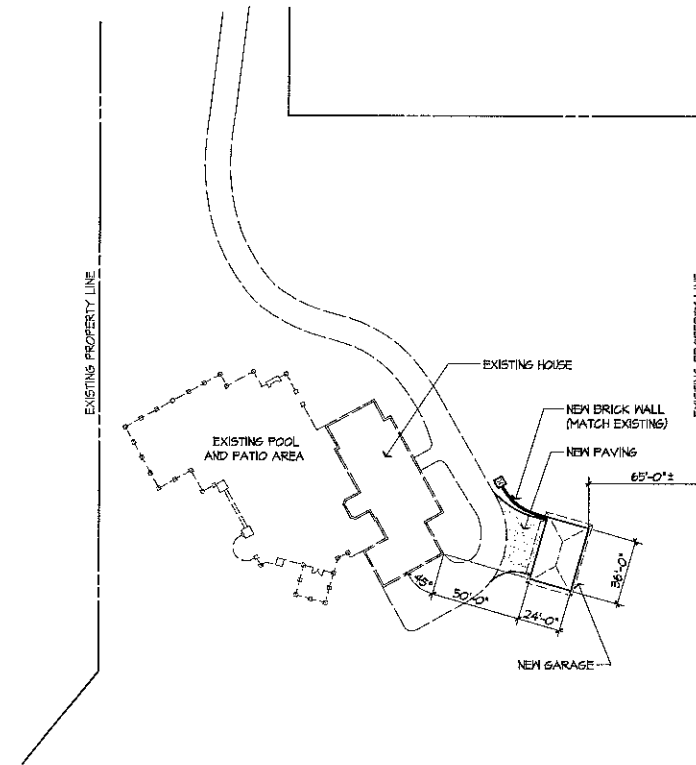 EXISTING PROPERTY LINE
EXISTING HOUSE
NEW BRICK WALL
(MATCH EXISTING)
EXISTING POOL
AND PATIO AREA
NEW PAVING
65'-0"±
36'-0"
45°
50'-0"
24'-0"
NEW GARAGE